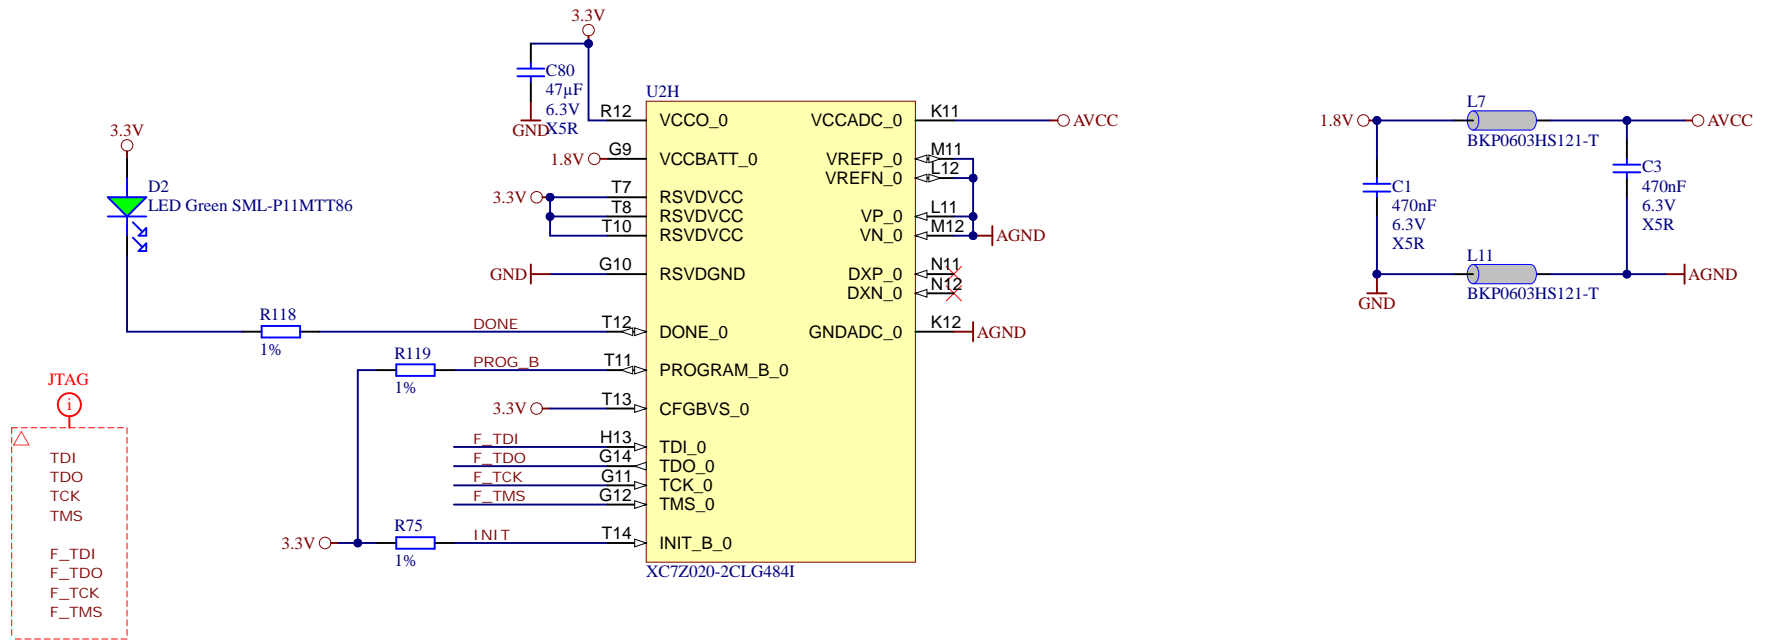 3.3V
C80
47µF
6.3V
X5R
GND
U2H
R12
VCCO_0
VCCADC_0
K11
AVCC
1.8V
G9
VCCBATT_0
VREFP_0
M11
VREFN_0
L12
3.3V
T7
RSVDVCC
T8
RSVDVCC
T10
RSVDVCC
VP_0
L11
VN_0
M12
AGND
GND
G10
RSVDGND
DXP_0
N11
DXN_0
N12
3.3V
D2
LED Green SML-P11MTT86
R118
1%
DONE
T12
DONE_0
GNDADC_0
K12
AGND
R119
1%
PROG_B
T11
PROGRAM_B_0
3.3V
T13
CFGBVS_0
F_TDI
H13
TDI_0
F_TDO
G14
TDO_0
F_TCK
G11
TCK_0
F_TMS
G12
TMS_0
3.3V
R75
1%
INIT
T14
INIT_B_0
XC7Z020-2CLG484I
JTAG
i
TDI
TDO
TCK
TMS
F_TDI
F_TDO
F_TCK
F_TMS
1.8V
L7
BKP0603HS121-T
AVCC
C1
470nF
6.3V
X5R
C3
470nF
6.3V
X5R
L11
BKP0603HS121-T
GND
AGND